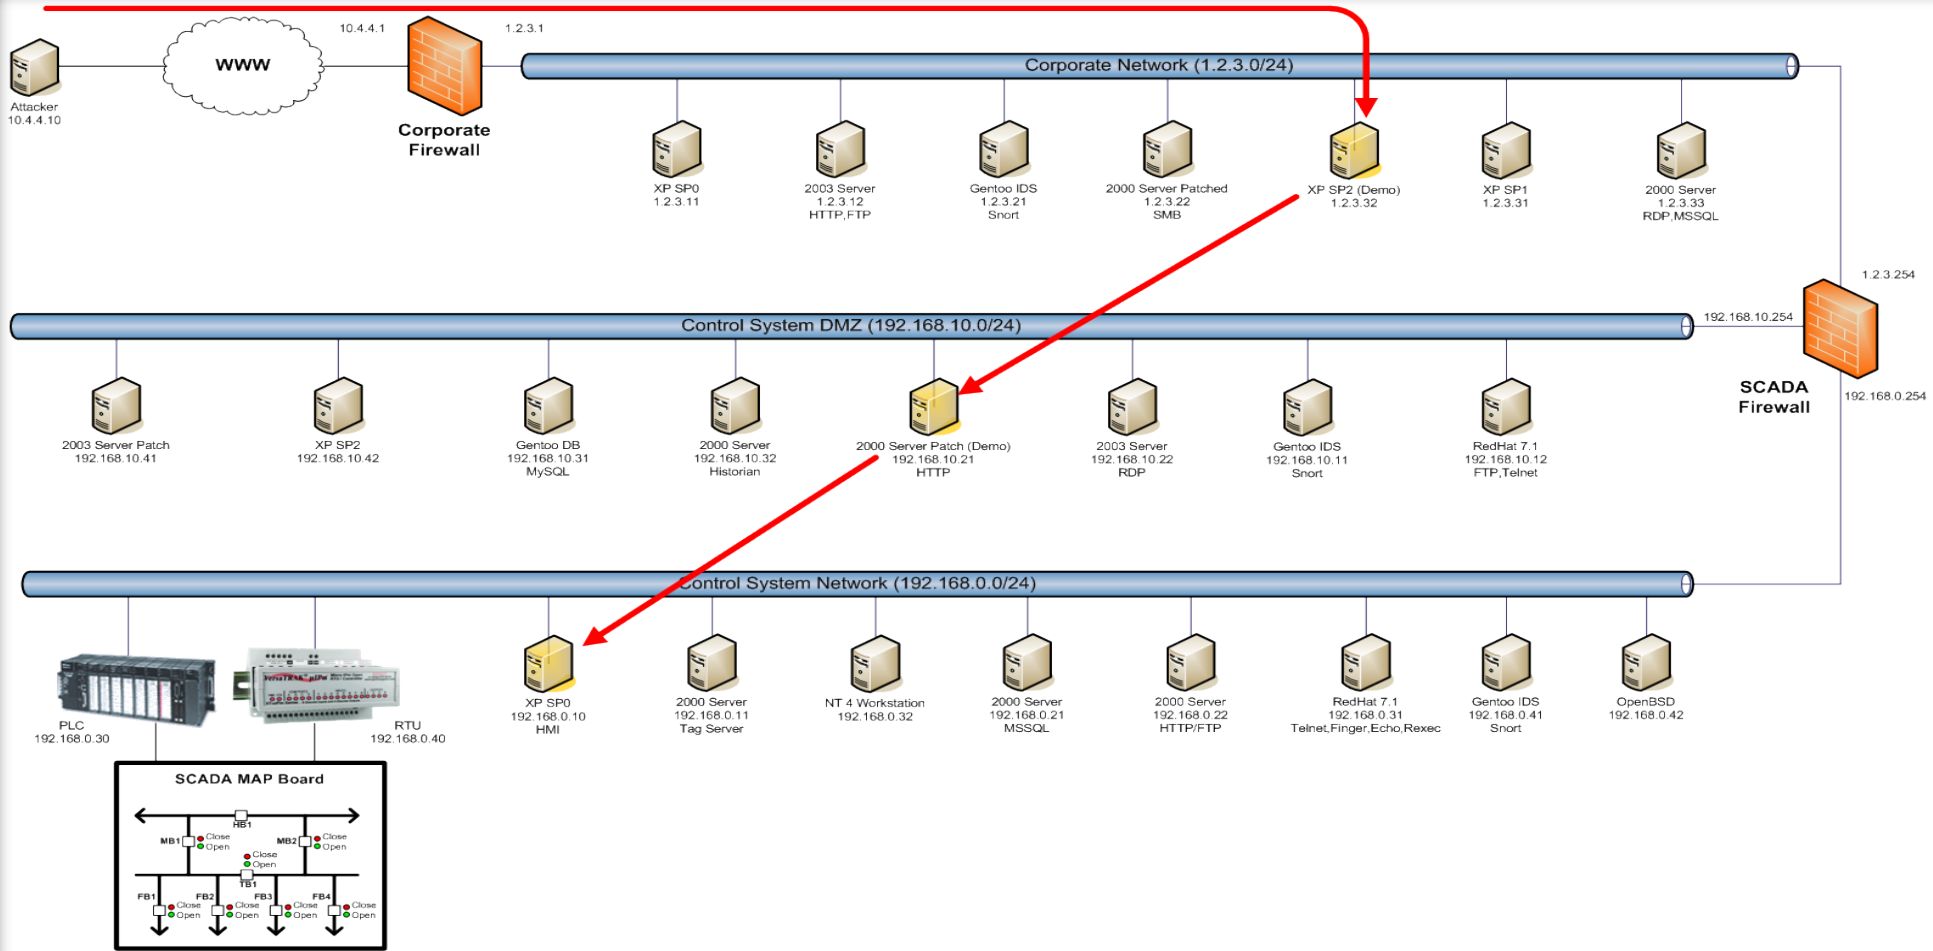 10.4.4.1
1.2.3.1
WWW
Corporate Network (1.2.3.0/24)
Attacker
10.4.4.10
Corporate
Firewall
XP SP0
1.2.3.11
2003 Server
1.2.3.12
HTTP,FTP
Gentoo IDS
1.2.3.21
Snort
2000 Server Patched
1.2.3.22
SMB
XP SP2 (Demo)
1.2.3.32
XP SP1
1.2.3.31
2000 Server
1.2.3.33
RDP,MSSQL
1.2.3.254
192.168.10.254
SCADA
Firewall
192.168.0.254
Control System DMZ (192.168.10.0/24)
2003 Server Patch
192.168.10.41
XP SP2
192.168.10.42
Gentoo DB
192.168.10.31
MySQL
2000 Server
192.168.10.32
Historian
2000 Server Patch (Demo)
192.168.10.21
HTTP
2003 Server
192.168.10.22
RDP
Gentoo IDS
192.168.10.11
Snort
RedHat 7.1
192.168.10.12
FTP,Telnet
Control System Network (192.168.0.0/24)
PLC
192.168.0.30
RTU
192.168.0.40
XP SP0
192.168.0.10
HMI
2000 Server
192.168.0.11
Tag Server
NT 4 Workstation
192.168.0.32
2000 Server
192.168.0.21
MSSQL
2000 Server
192.168.0.22
HTTP/FTP
RedHat 7.1
192.168.0.31
Telnet,Finger,Echo,Rexec
Gentoo IDS
192.168.0.41
Snort
OpenBSD
192.168.0.42
SCADA MAP Board
HB1
MB1
Close
Open
MB2
Close
Open
Close
Open
TB1
FB1
Close
Open
FB2
Close
Open
FB3
Close
Open
FB4
Close
Open